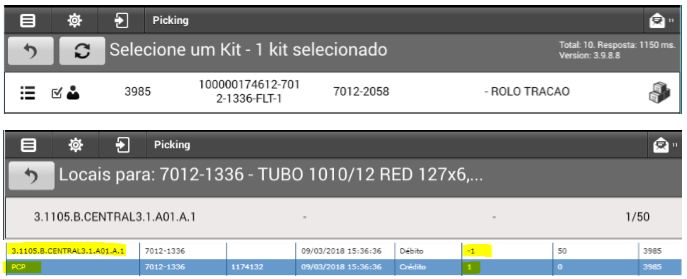 Picking
11
Selecione um Kit - 1 kit selecionado
Total: 10. Resposta: 1150 ms.
Version: 3.9.8.8
3985 100000174612-701 7012-2058 - ROLO TRACAO
2-1336-FLT-1
Picking
11
Locais para: 7012-1336 - TUBO 1010/12 RED 127x6,...
3.1105.B.CENTRAL3.1.A01.A.1 - - 1/50
3.1105.B.CENTRAL3.1.A01.A.1 7012-1336 09/03/2018 15:36:36 Débito -1 50 3985
PCP 7012-1336 1174132 09/03/2018 15:36:36 Crédito 1 0 3985